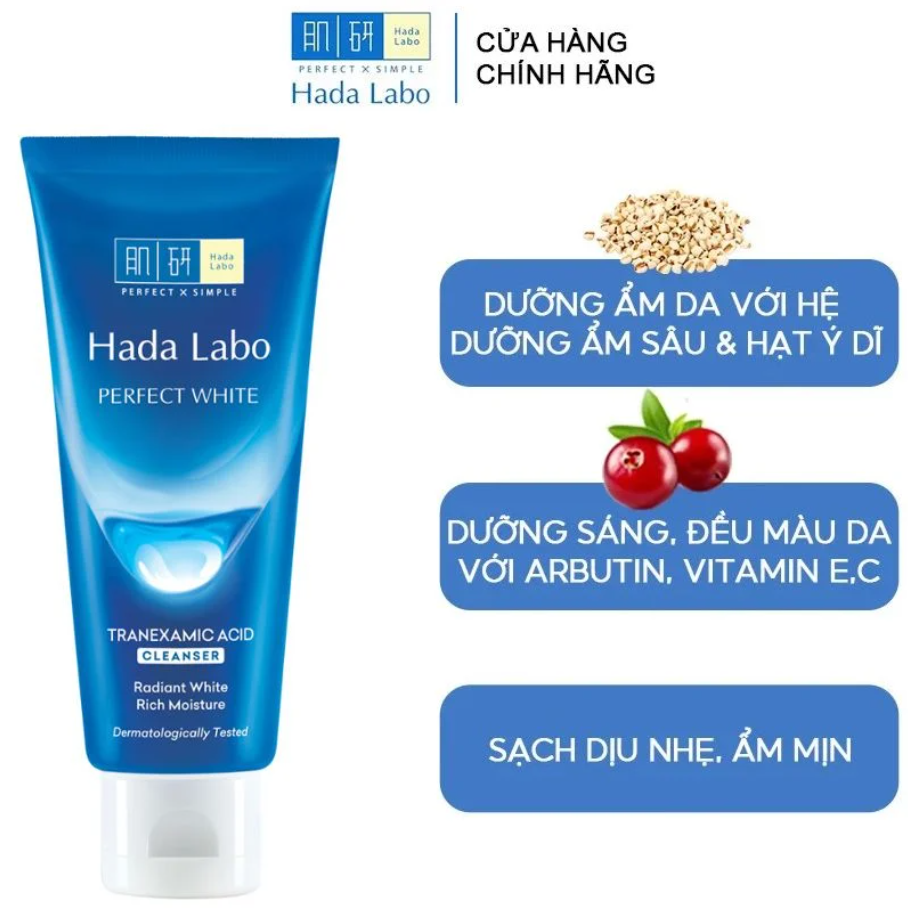 肌研
Hada
Labo
PERFECT X SIMPLE
Hada Labo
CỬA HÀNG
CHÍNH HÃNG
肌研
Hada
Labo
PERFECT X SIMPLE
Hada Labo
PERFECT WHITE
TRANEXAMIC ACID
CLEANSER
Radiant White
Rich Moisture
Dermatologically Tested
DƯỠNG ẨM DA VỚI HỆ
DƯỠNG ẨM SÂU & HẠT Ý DĨ
DƯỠNG SÁNG, ĐỀU MÀU DA
VỚI ARBUTIN, VITAMIN E,C
SẠCH DỊU NHẸ, ẨM MỊN